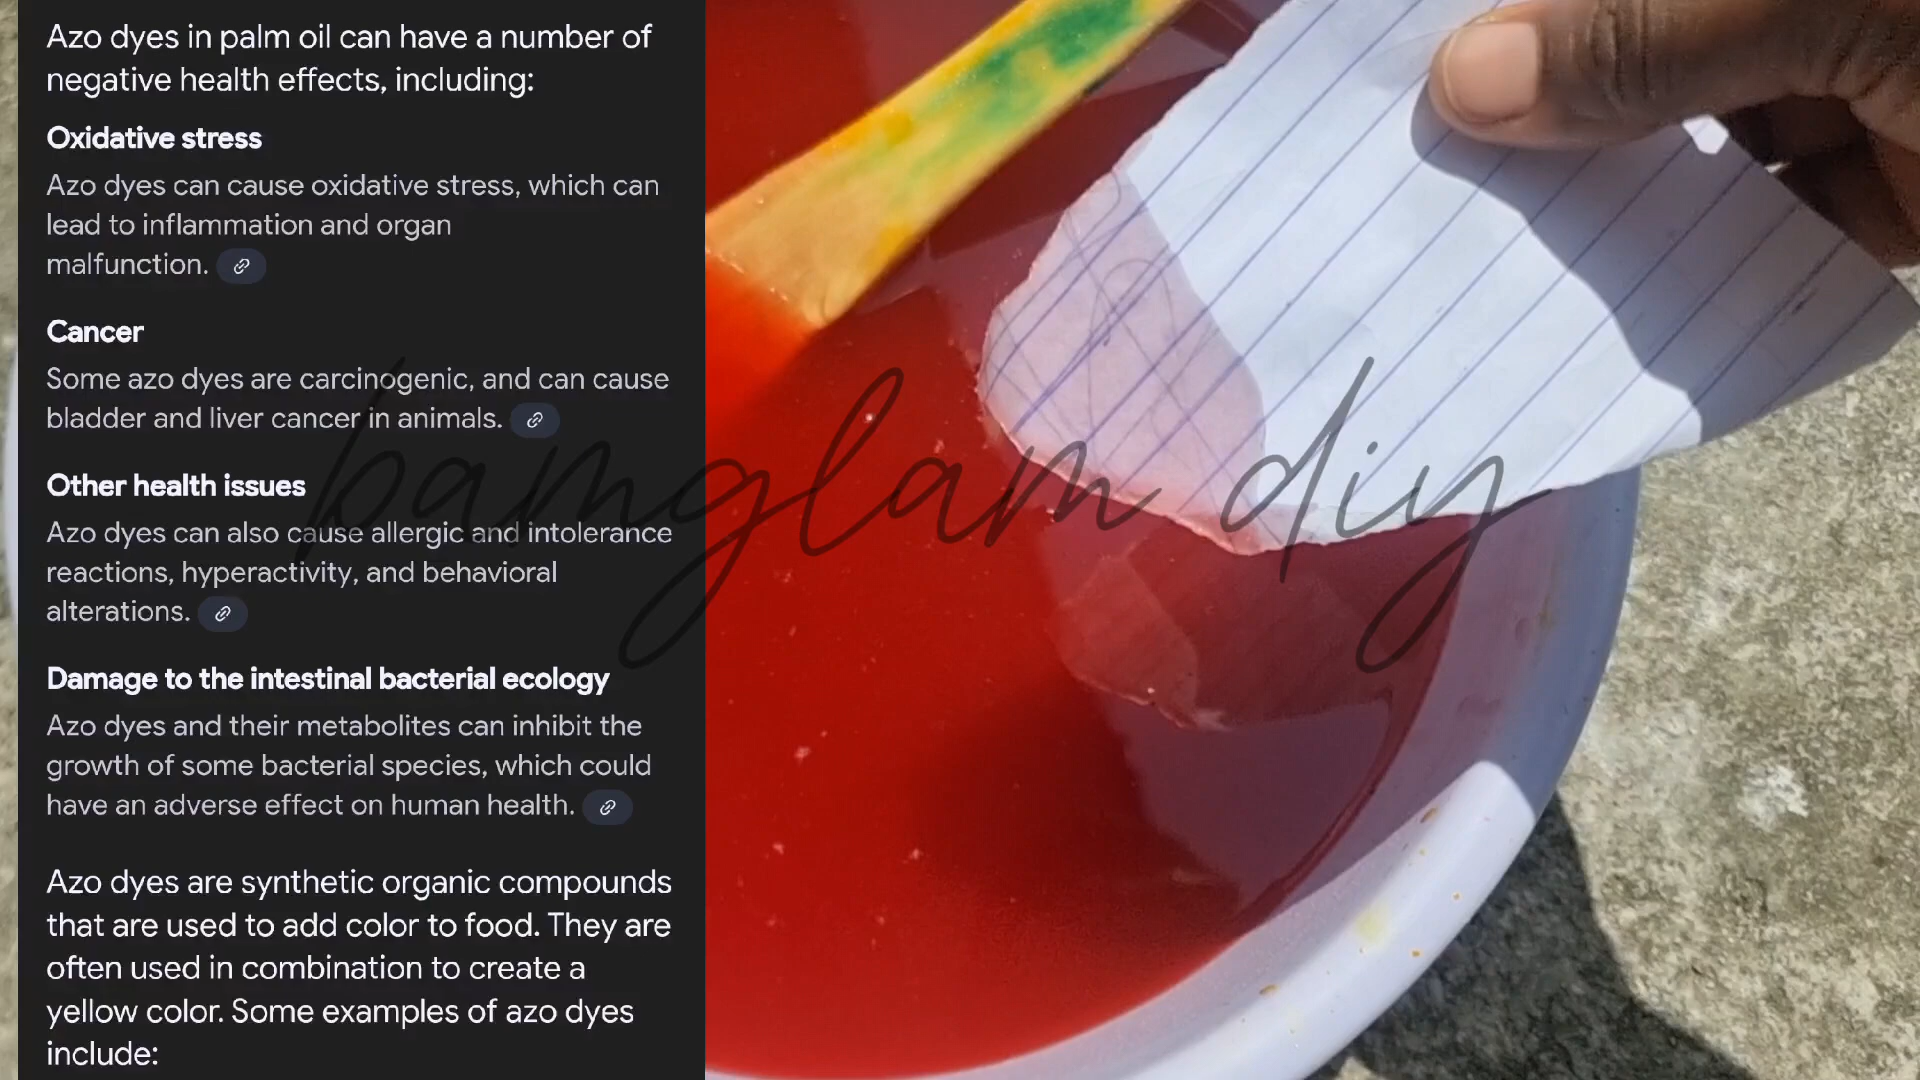 Azo dyes in palm oil can have a number of
negative health effects, including:
Oxidative stress
Azo dyes can cause oxidative stress, which can
lead to inflammation and organ
malfunction.
Cancer
Some azo dyes are carcinogenic, and can cause
bladder and liver cancer in animals.
Other health issues
Azo dyes can also cause allergic and intolerance
reactions, hyperactivity, and behavioral
alterations.
Damage to the intestinal bacterial ecology
Azo dyes and their metabolites can inhibit the
growth of some bacterial species, which could
have an adverse effect on human health.
Azo dyes are synthetic organic compounds
that are used to add color to food. They are
often used in combination to create a
yellow color. Some examples of azo dyes
include:
bamglam diy